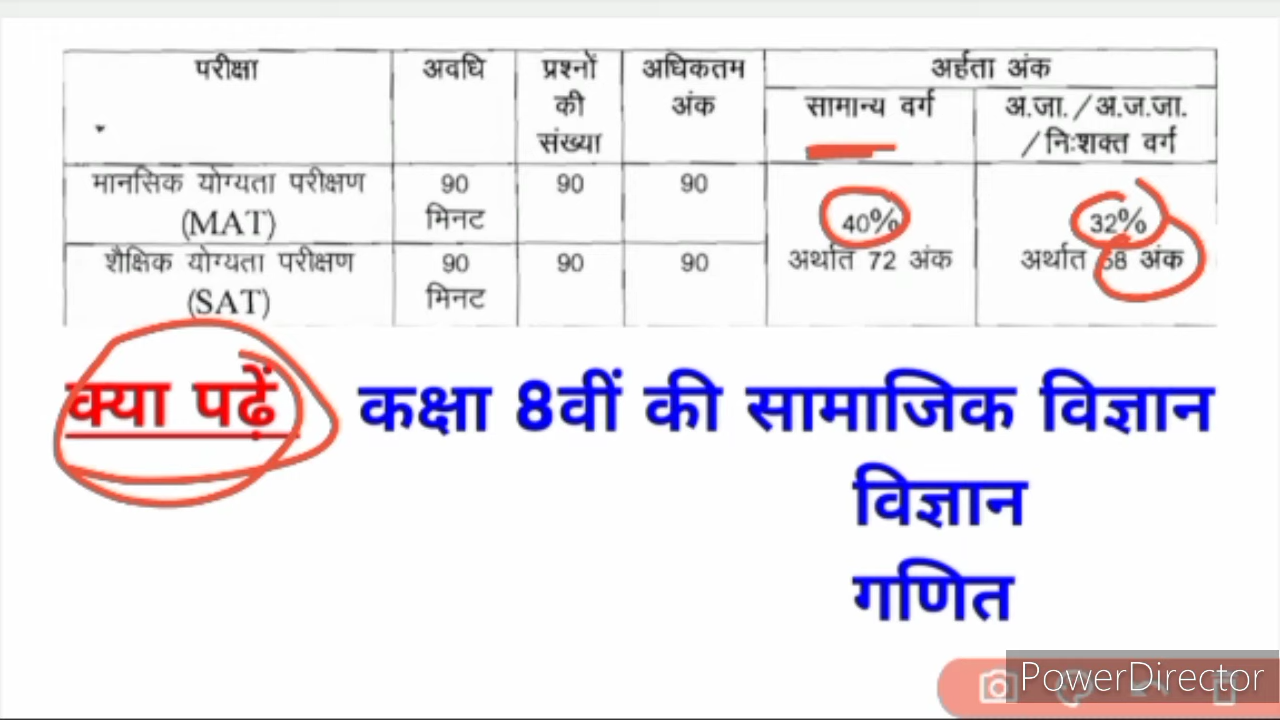 परीक्षा अवधि प्रश्नों की संख्या अधिकतम अंक अर्हता अंक
सामान्य वर्ग अ.जा. / अ.ज.जा. / निःशक्त वर्ग
मानसिक योग्यता परीक्षण (MAT) 90 मिनट 90 90 40% अर्थात 72 अंक 32% अर्थात 58 अंक
शैक्षिक योग्यता परीक्षण (SAT) 90 मिनट 90 90
क्या पढ़ें कक्षा 8वीं की सामाजिक विज्ञान
विज्ञान
गणित
PowerDirector